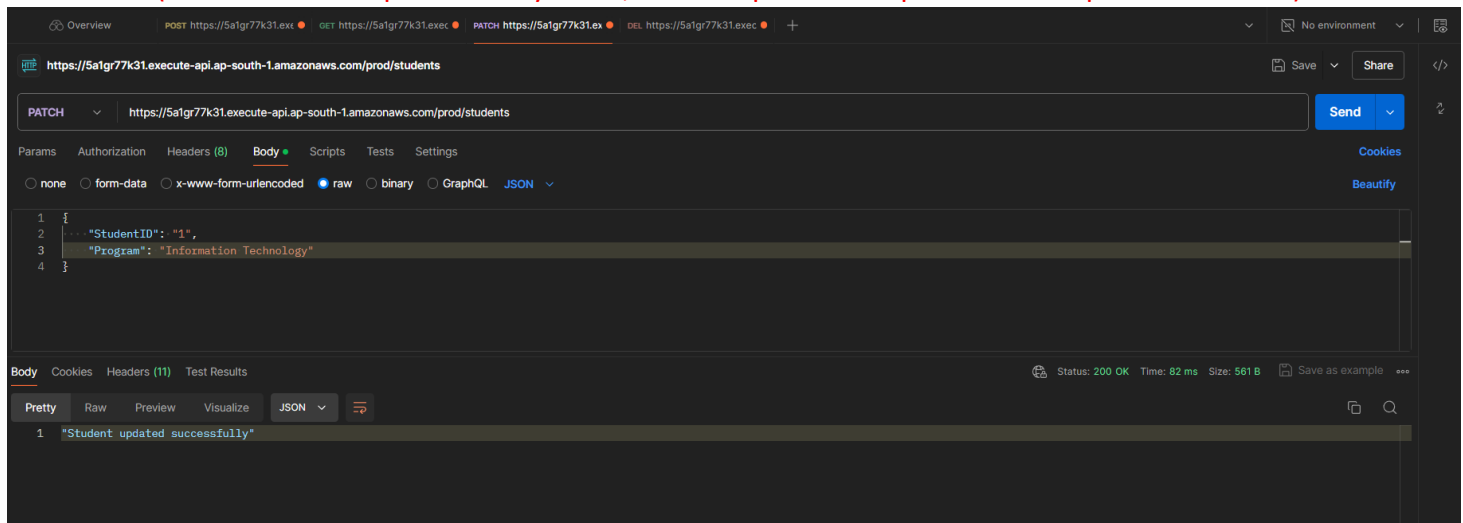 Overview POST https://5a1gr77k31.exe GET https://5a1gr77k31.exec PATCH https://5a1gr77k31.ex DEL https://5a1gr77k31.exec + No environment
HTTP https://5a1gr77k31.execute-api.ap-south-1.amazonaws.com/prod/students Save Share
PATCH https://5a1gr77k31.execute-api.ap-south-1.amazonaws.com/prod/students Send
Params Authorization Headers (8) Body Scripts Tests Settings Cookies
none form-data x-www-form-urlencoded raw binary GraphQL JSON Beautify
1 {
2 ····"StudentID":·"1",
3 "Program": "Information Technology"
4 }
Body Cookies Headers (11) Test Results Status: 200 OK Time: 82 ms Size: 561 B Save as example
Pretty Raw Preview Visualize JSON
1 "Student updated successfully"